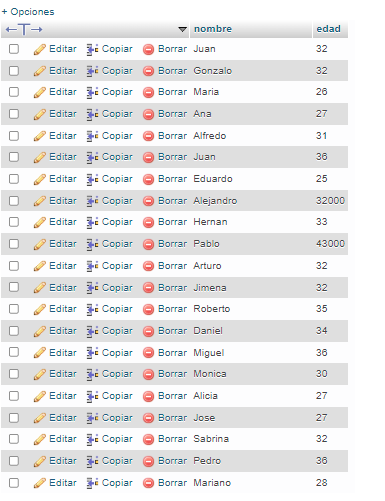 + Opciones
←T→ nombre edad
Editar Copiar Borrar Juan 32
Editar Copiar Borrar Gonzalo 32
Editar Copiar Borrar Maria 26
Editar Copiar Borrar Ana 27
Editar Copiar Borrar Alfredo 31
Editar Copiar Borrar Juan 36
Editar Copiar Borrar Eduardo 25
Editar Copiar Borrar Alejandro 32000
Editar Copiar Borrar Hernan 33
Editar Copiar Borrar Pablo 43000
Editar Copiar Borrar Arturo 32
Editar Copiar Borrar Jimena 32
Editar Copiar Borrar Roberto 35
Editar Copiar Borrar Daniel 34
Editar Copiar Borrar Miguel 36
Editar Copiar Borrar Monica 30
Editar Copiar Borrar Alicia 27
Editar Copiar Borrar Jose 27
Editar Copiar Borrar Sabrina 32
Editar Copiar Borrar Pedro 36
Editar Copiar Borrar Mariano 28